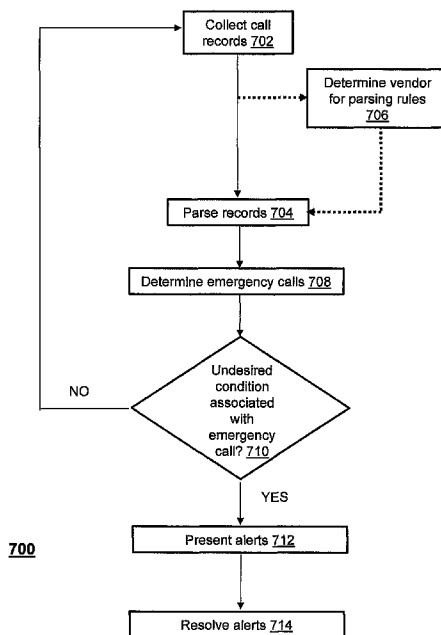 Collect call
records 702
Determine vendor
for parsing rules
706
Parse records 704
Determine emergency calls 708
Undesired
condition
associated
with
emergency
call? 710
NO
YES
700
Present alerts 712
Resolve alerts 714